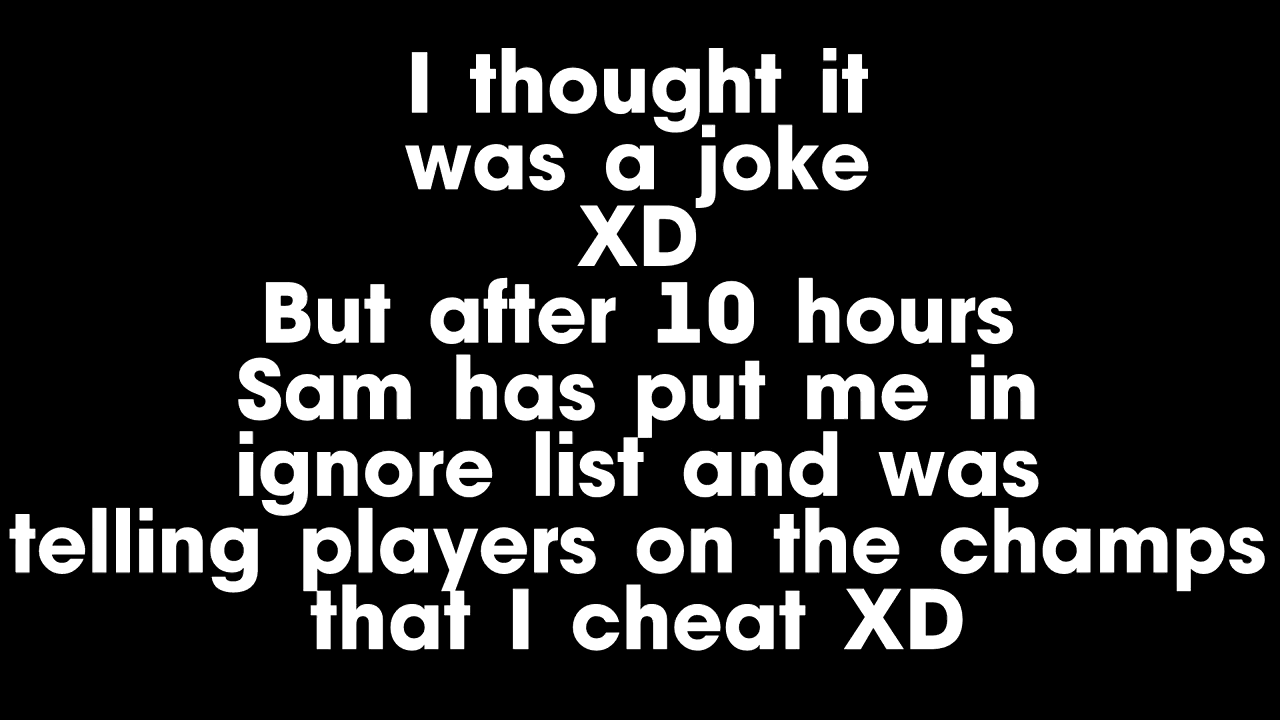 I thought it
was a joke
XD
But after 10 hours
Sam has put me in
ignore list and was
telling players on the champs
that I cheat XD